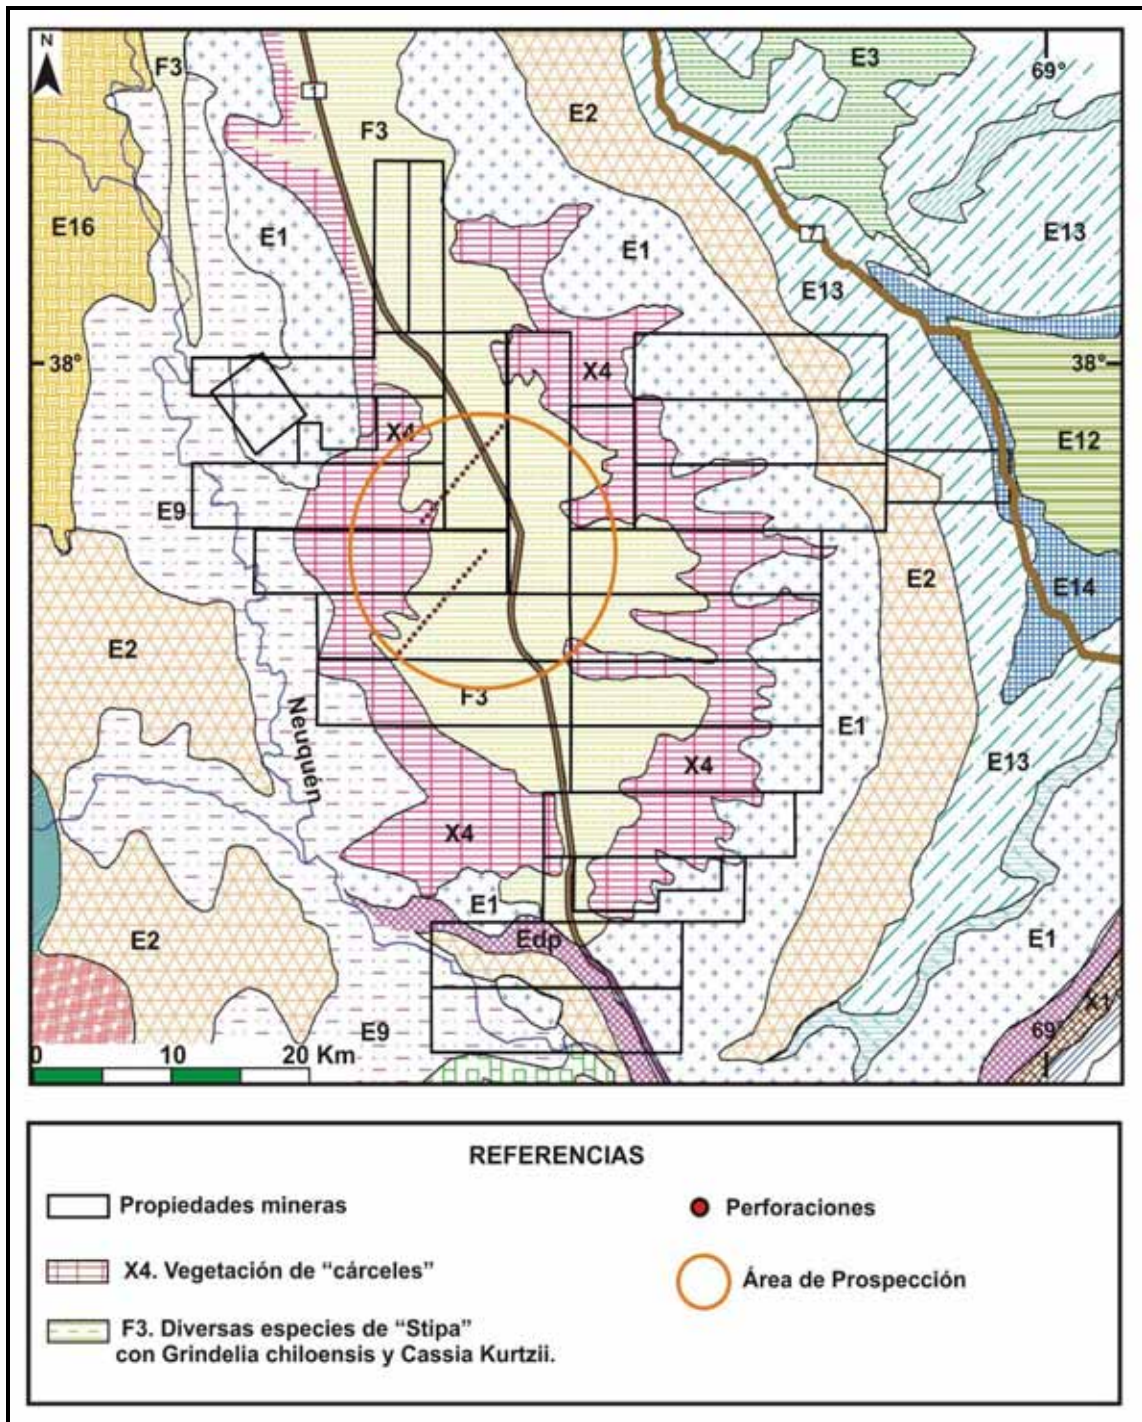 N
F3
1
E3
69°
E2
F3
E16
E1
E1
7
E13
E13
38°
X4
38°
X4
E12
E9
E2
E14
E2
F3
Neuquén
E1
X4
E13
X4
E1
Edp
E2
E1
X1
E9
69°
0 10 20 Km
REFERENCIAS
Propiedades mineras
Perforaciones
X4. Vegetación de “cárceles”
Área de Prospección
F3. Diversas especies de “Stipa”
con Grindelia chiloensis y Cassia Kurtzii.